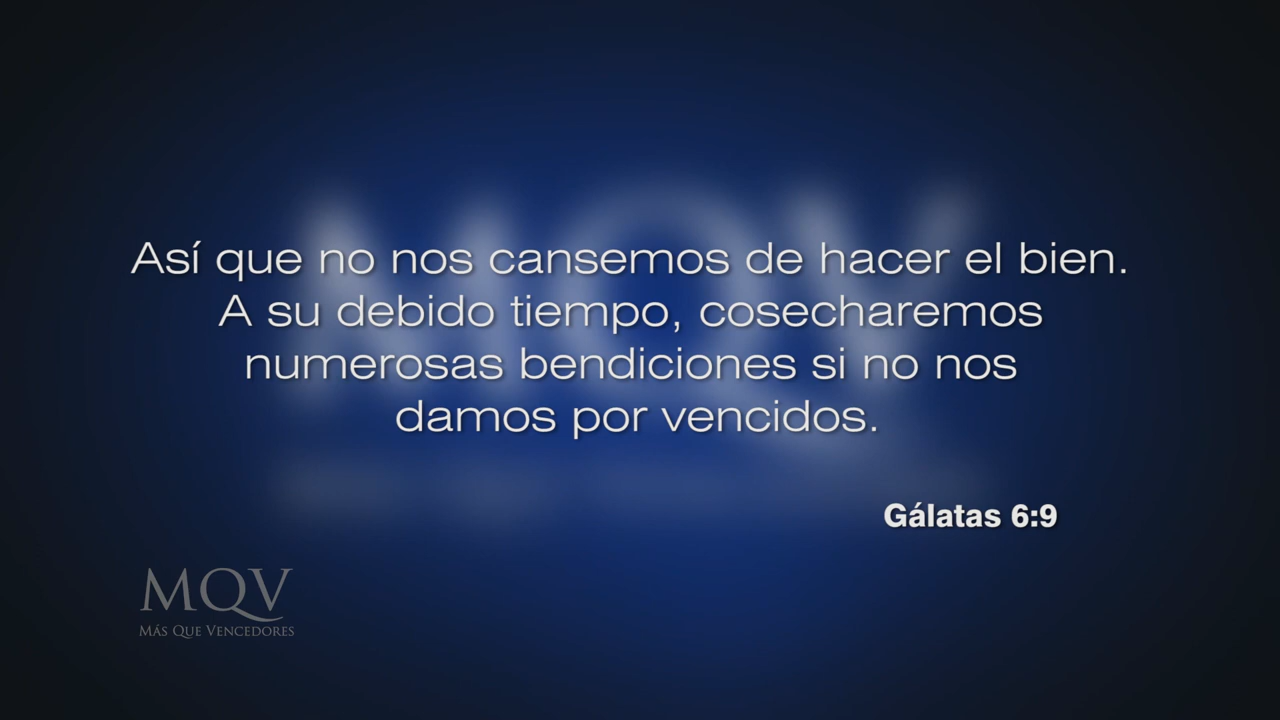 Así que no nos cansemos de hacer el bien.
A su debido tiempo, cosecharemos
numerosas bendiciones si no nos
damos por vencidos.
Gálatas 6:9
MQV
MÁS QUE VENCEDORES